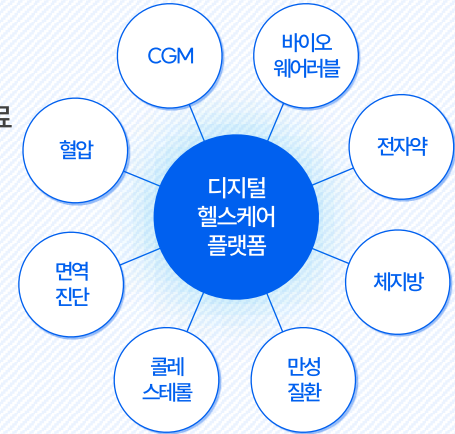 CGM
바이오
웨어러블
료
혈압
전자약
디지털
헬스케어
플랫폼
면역
진단
체지방
콜레
스테롤
만성
질환